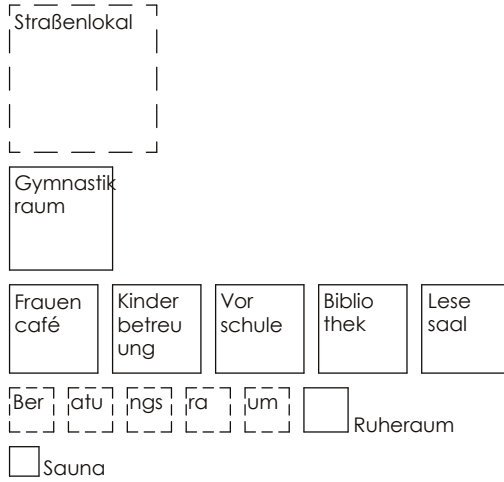 Straßenlokal
Gymnastik
raum
Frauen
café
Kinder
betreu
ung
Vor
schule
Biblio
thek
Lese
saal
Ber atu ngs ra um
Ruheraum
Sauna